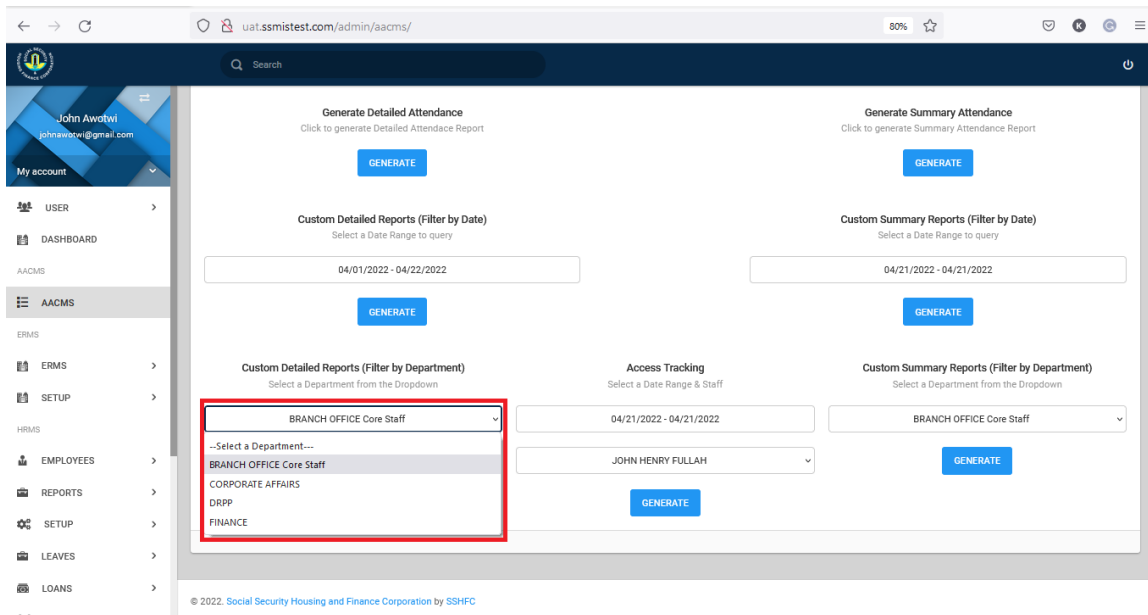 uat.ssmistest.com/admin/aacms/
80%
K
G
Search
John Awotwi
johnawotwi@gmail.com
My account
USER
DASHBOARD
AACMS
AACMS
ERMS
ERMS
SETUP
HRMS
EMPLOYEES
REPORTS
SETUP
LEAVES
LOANS
Generate Detailed Attendance
Click to generate Detailed Attendace Report
GENERATE
Generate Summary Attendance
Click to generate Summary Attendance Report
GENERATE
Custom Detailed Reports (Filter by Date)
Select a Date Range to query
04/01/2022 - 04/22/2022
GENERATE
Custom Summary Reports (Filter by Date)
Select a Date Range to query
04/21/2022 - 04/21/2022
GENERATE
Custom Detailed Reports (Filter by Department)
Select a Department from the Dropdown
BRANCH OFFICE Core Staff
--Select a Department---
BRANCH OFFICE Core Staff
CORPORATE AFFAIRS
DRPP
FINANCE
Access Tracking
Select a Date Range & Staff
04/21/2022 - 04/21/2022
JOHN HENRY FULLAH
GENERATE
Custom Summary Reports (Filter by Department)
Select a Department from the Dropdown
BRANCH OFFICE Core Staff
GENERATE
© 2022. Social Security Housing and Finance Corporation by SSHFC